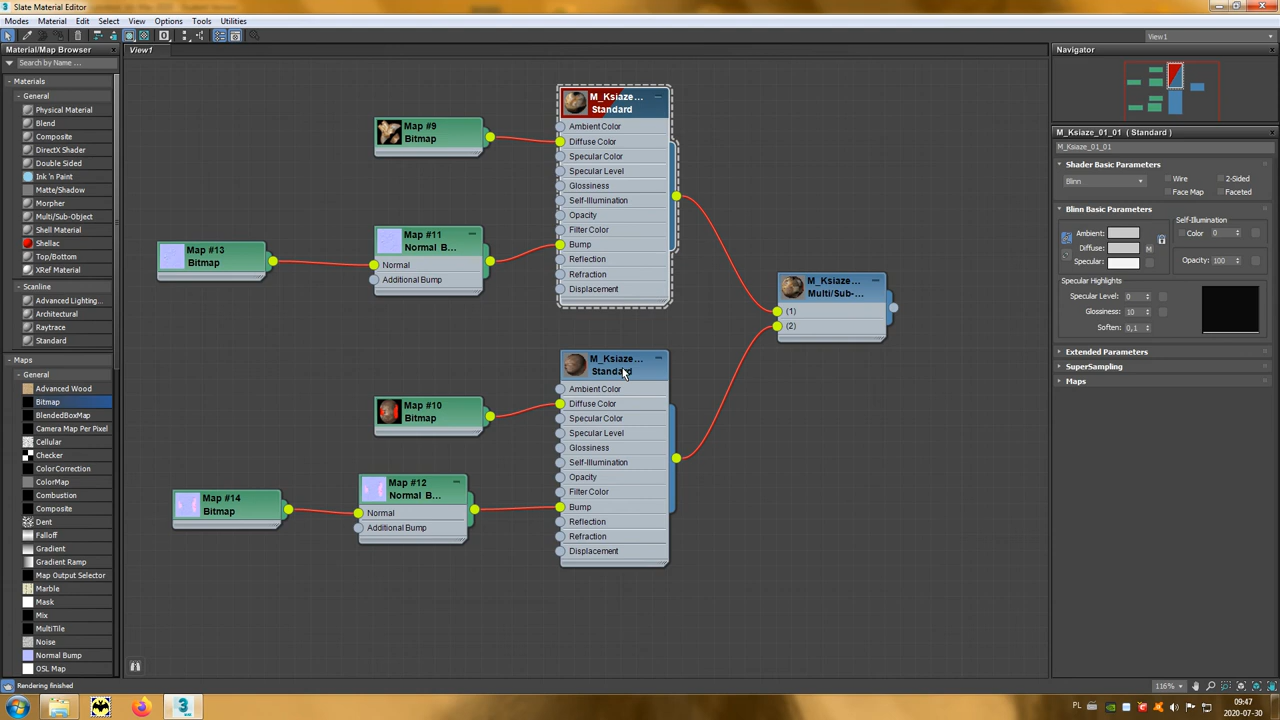 Slate Material Editor
Modes Material Edit Select View Options Tools Utilities
View1
Material/Map Browser
Search by Name ...
Materials
General
Physical Material
Blend
Composite
DirectX Shader
Double Sided
Ink 'n Paint
Matte/Shadow
Morpher
Multi/Sub-Object
Shell Material
Shellac
Top/Bottom
XRef Material
Scanline
Advanced Lighting...
Architectural
Raytrace
Standard
Maps
General
Advanced Wood
Bitmap
BlendedBoxMap
Camera Map Per Pixel
Cellular
Checker
ColorCorrection
ColorMap
Combustion
Composite
Dent
Falloff
Gradient
Gradient Ramp
Map Output Selector
Marble
Mask
Mix
MultiTile
Noise
Normal Bump
OSL Map
View1
Map #9
Bitmap
Map #11
Normal B...
Normal
Additional Bump
Map #13
Bitmap
M_Ksiaze...
Standard
Ambient Color
Diffuse Color
Specular Color
Specular Level
Glossiness
Self-Illumination
Opacity
Filter Color
Bump
Reflection
Refraction
Displacement
M_Ksiaze...
Multi/Sub-...
(1)
(2)
M_Ksiaze...
Standard
Ambient Color
Diffuse Color
Specular Color
Specular Level
Glossiness
Self-Illumination
Opacity
Filter Color
Bump
Reflection
Refraction
Displacement
Map #10
Bitmap
Map #12
Normal B...
Normal
Additional Bump
Map #14
Bitmap
Navigator
M_Ksiaze_01_01 ( Standard )
M_Ksiaze_01_01
Shader Basic Parameters
Blinn
Wire 2-Sided
Face Map Faceted
Blinn Basic Parameters
Self-Illumination
Ambient: Color 0
Diffuse: M
Specular: Opacity: 100
Specular Highlights
Specular Level: 0
Glossiness: 10
Soften: 0,1
Extended Parameters
SuperSampling
Maps
Rendering finished
116%
PL
09:47
2020-07-30